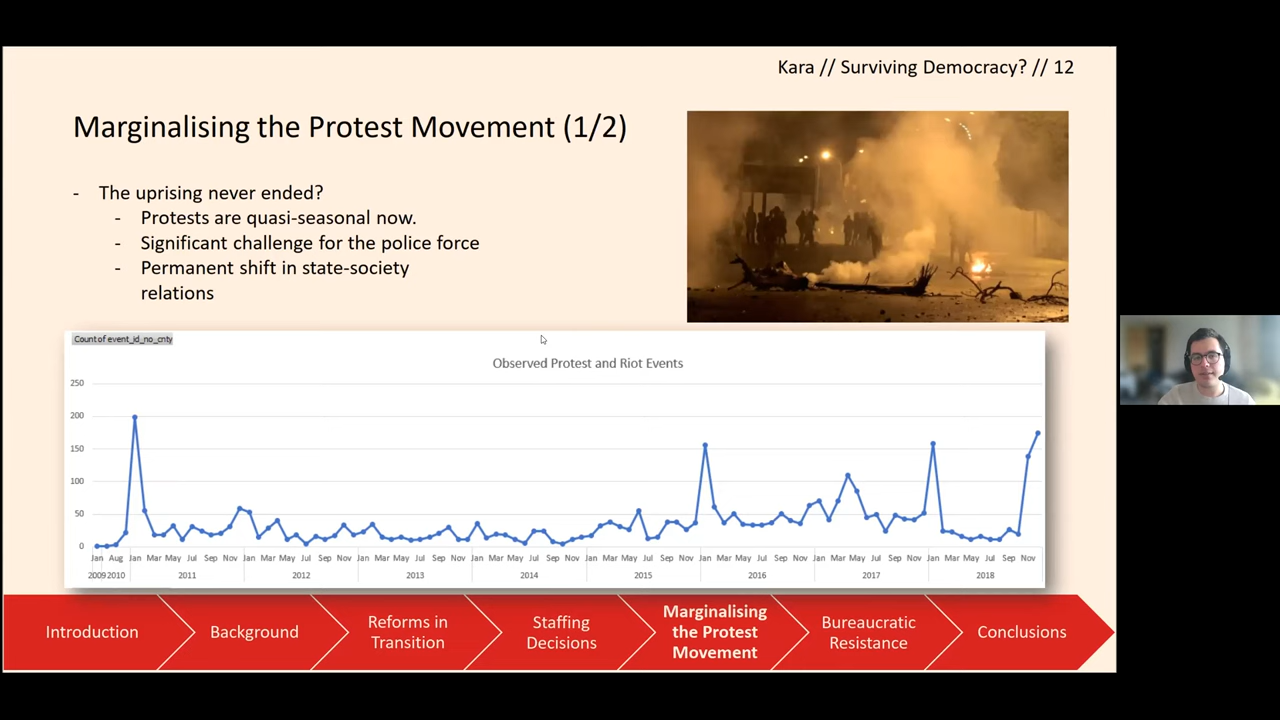 Kara // Surviving Democracy? // 12
Marginalising the Protest Movement (1/2)
- The uprising never ended?
- Protests are quasi-seasonal now.
- Significant challenge for the police force
- Permanent shift in state-society
relations
Count of event_id_no_cnty
Observed Protest and Riot Events
250
200
150
100
50
0
Jan Aug Jan Mar May Jul Sep Nov Jan Mar May Jul Sep Nov Jan Mar May Jul Sep Nov Jan Mar May Jul Sep Nov Jan Mar May Jul Sep Nov Jan Mar May Jul Sep Nov Jan Mar May Jul Sep Nov Jan Mar May Jul Sep Nov
2009 2010 2011 2012 2013 2014 2015 2016 2017 2018
Introduction
Background
Reforms in
Transition
Staffing
Decisions
Marginalising
the Protest
Movement
Bureaucratic
Resistance
Conclusions